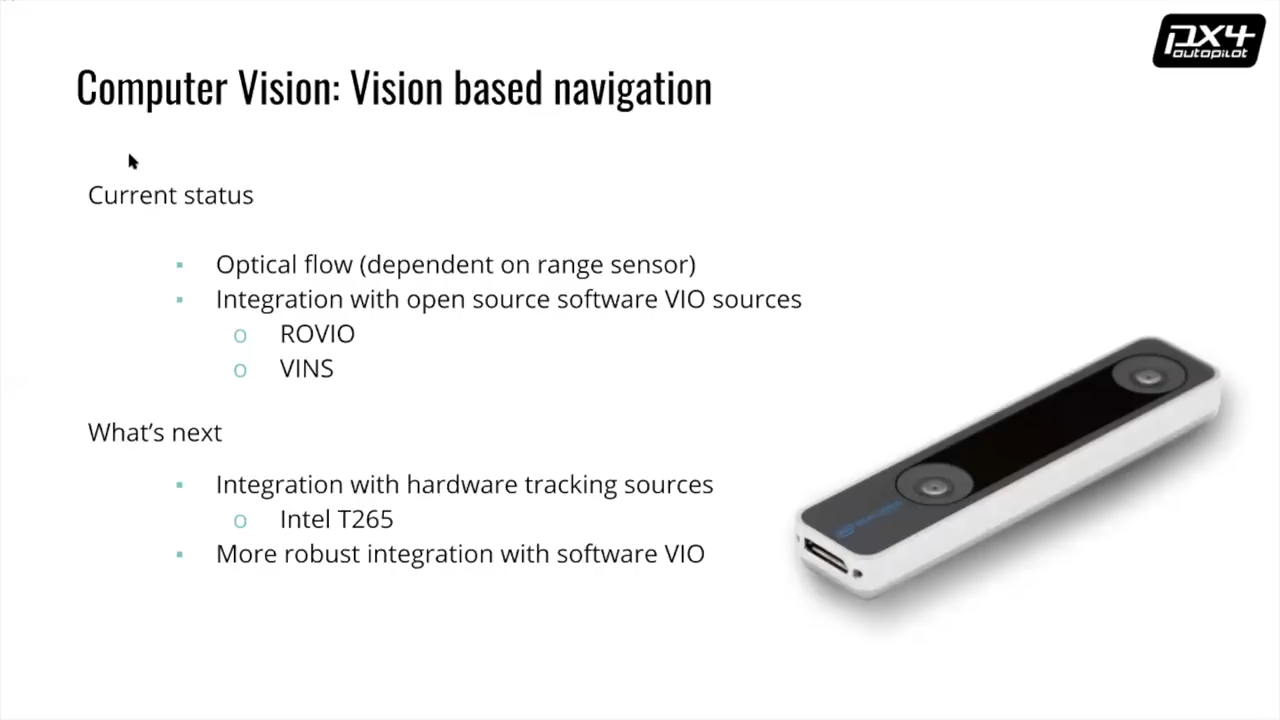 px4
autopilot
Computer Vision: Vision based navigation
Current status
▪ Optical flow (dependent on range sensor)
▪ Integration with open source software VIO sources
o ROVIO
o VINS
What’s next
▪ Integration with hardware tracking sources
o Intel T265
▪ More robust integration with software VIO